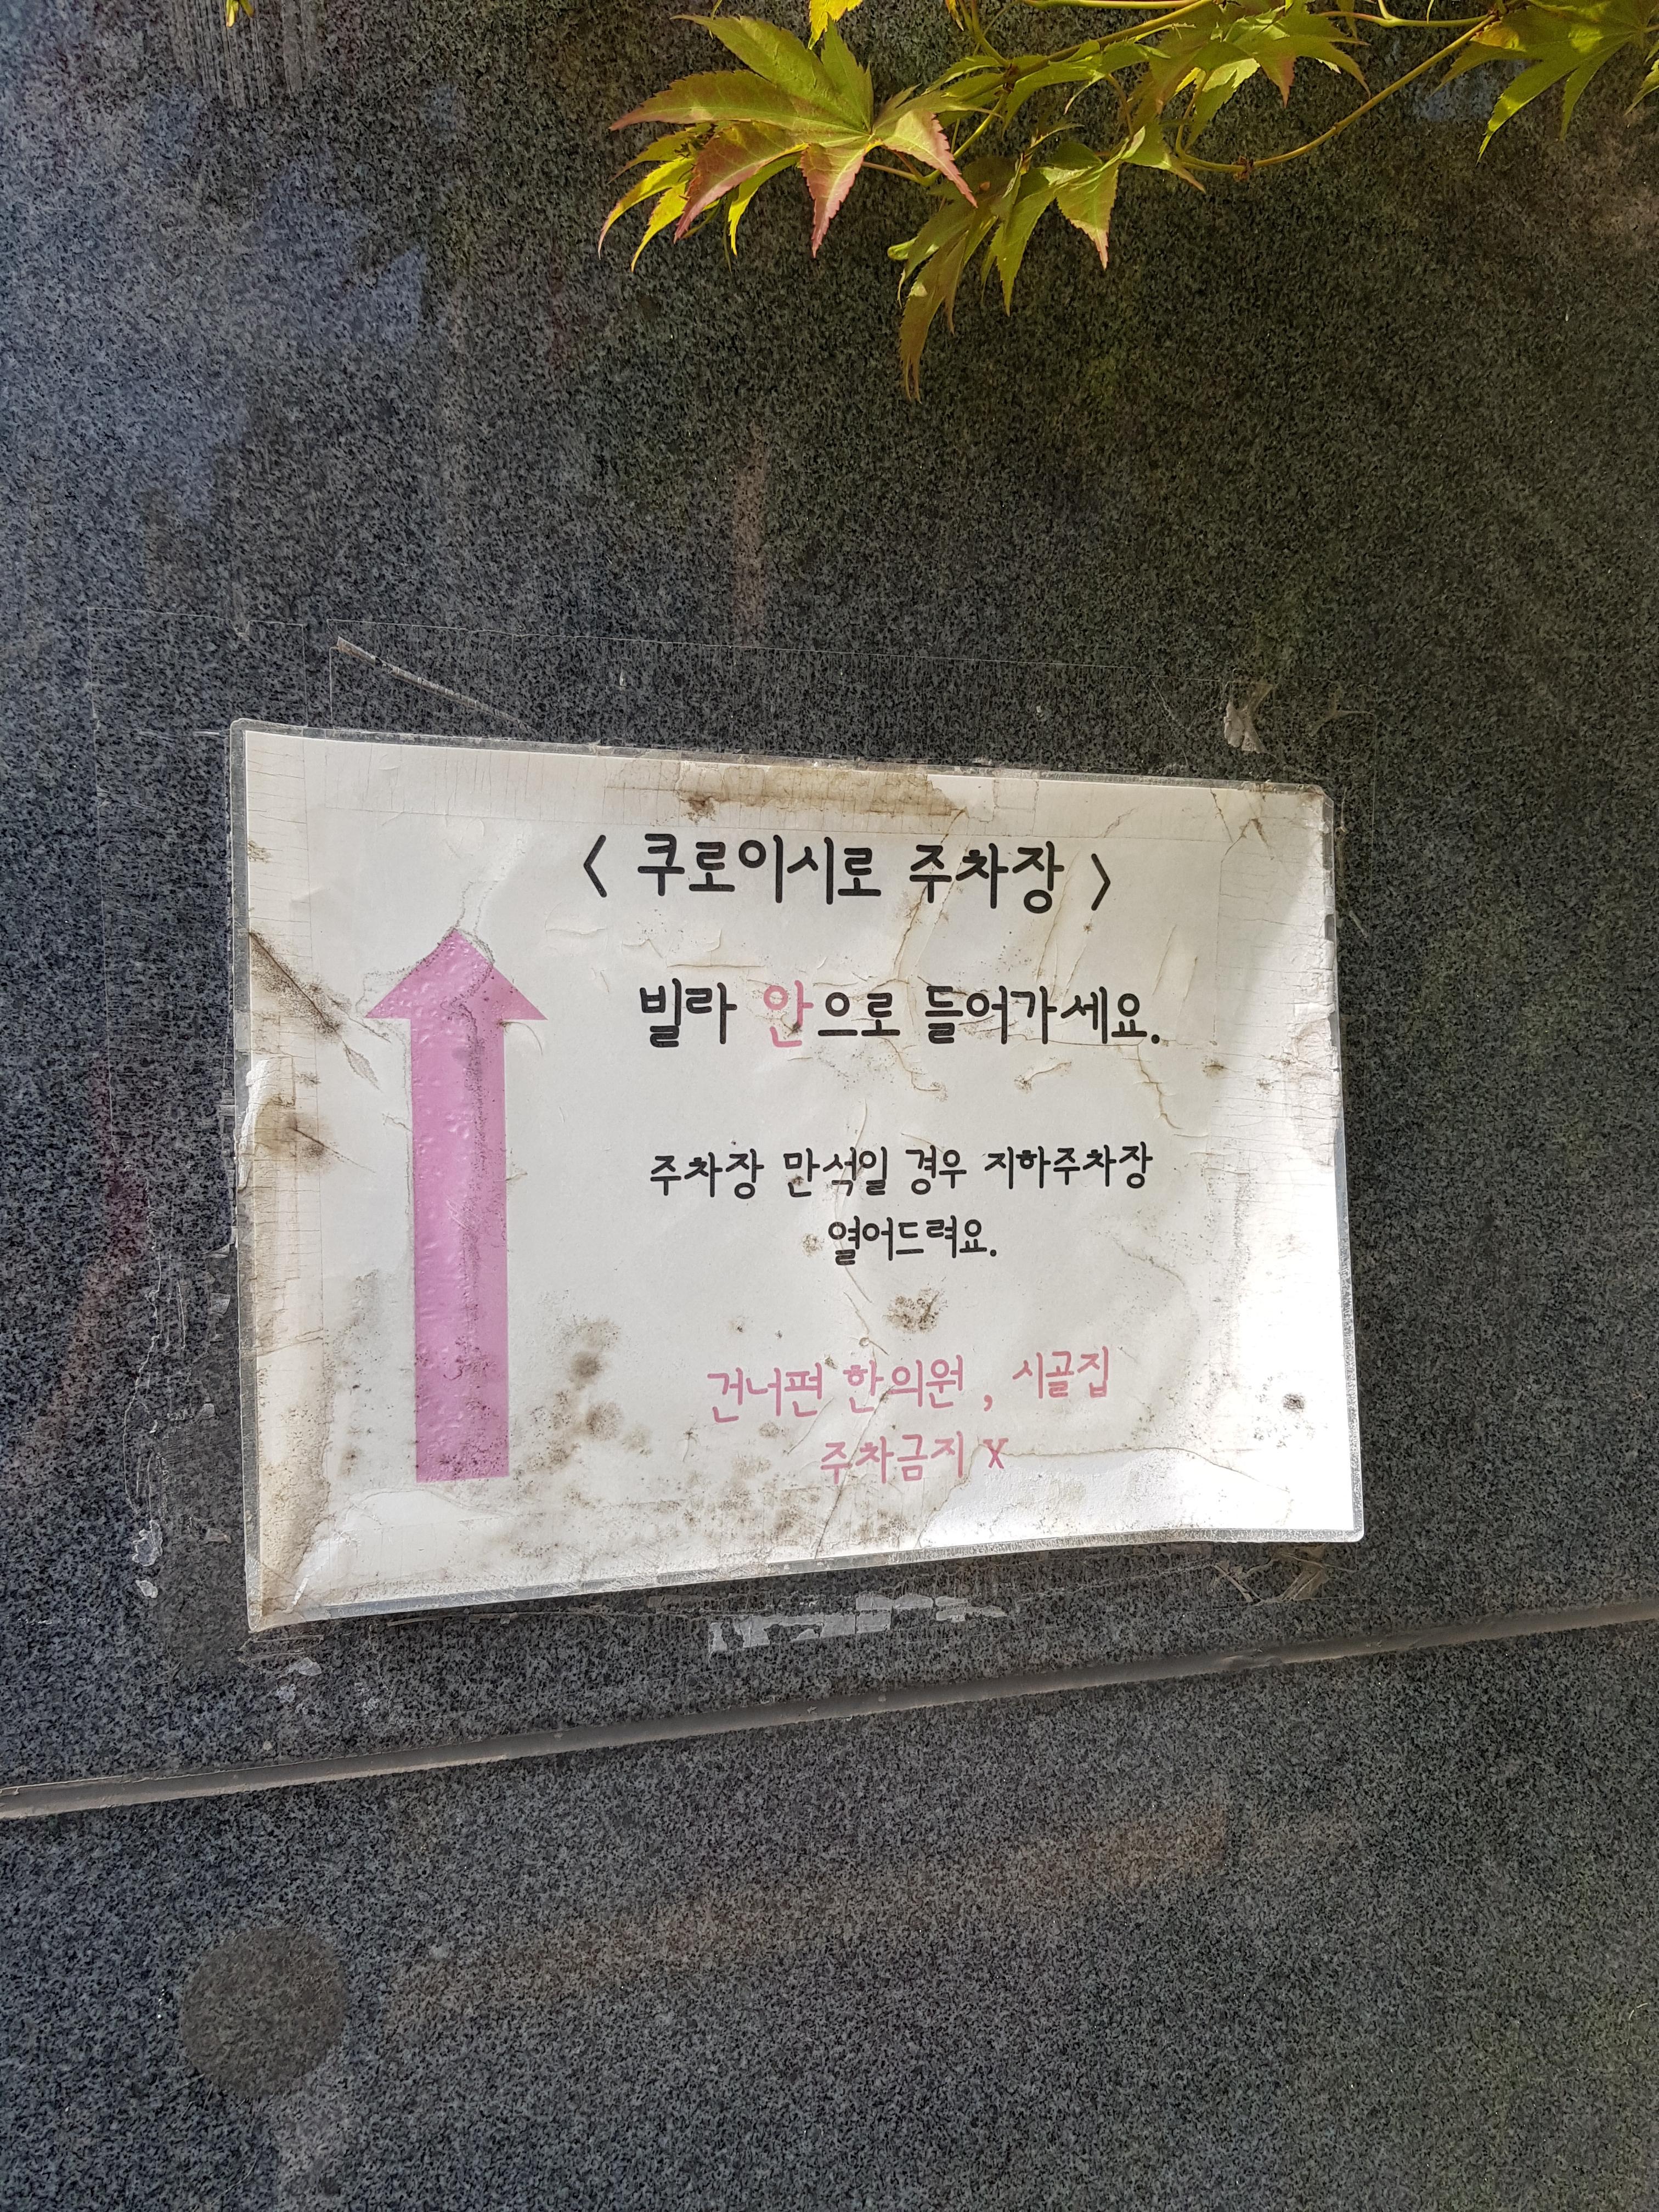 < 쿠로이시로 주차장 >
빌라 안으로 들어가세요.
주차장 만석일 경우 지하주차장
열어드려요.
건너편 한의원, 시골집
주차금지 X